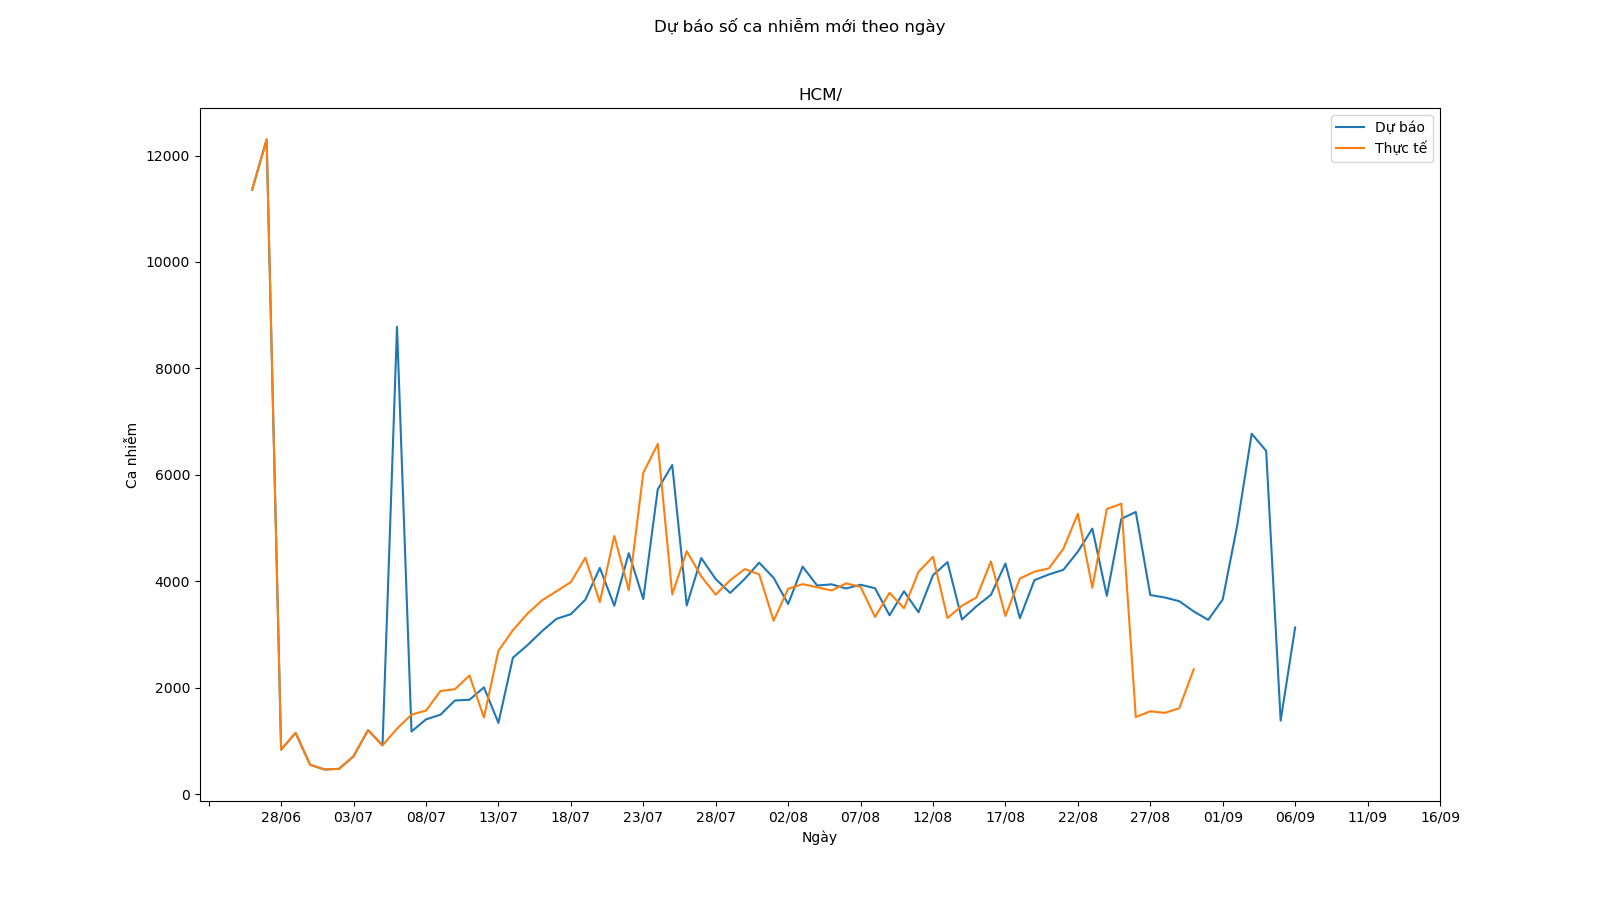 Dự báo số ca nhiễm mới theo ngày
HCM/
Dự báo
Thực tế
12000
10000
8000
6000
4000
2000
0
Ca nhiễm
28/06 03/07 08/07 13/07 18/07 23/07 28/07 02/08 07/08 12/08 17/08 22/08 27/08 01/09 06/09 11/09 16/09
Ngày